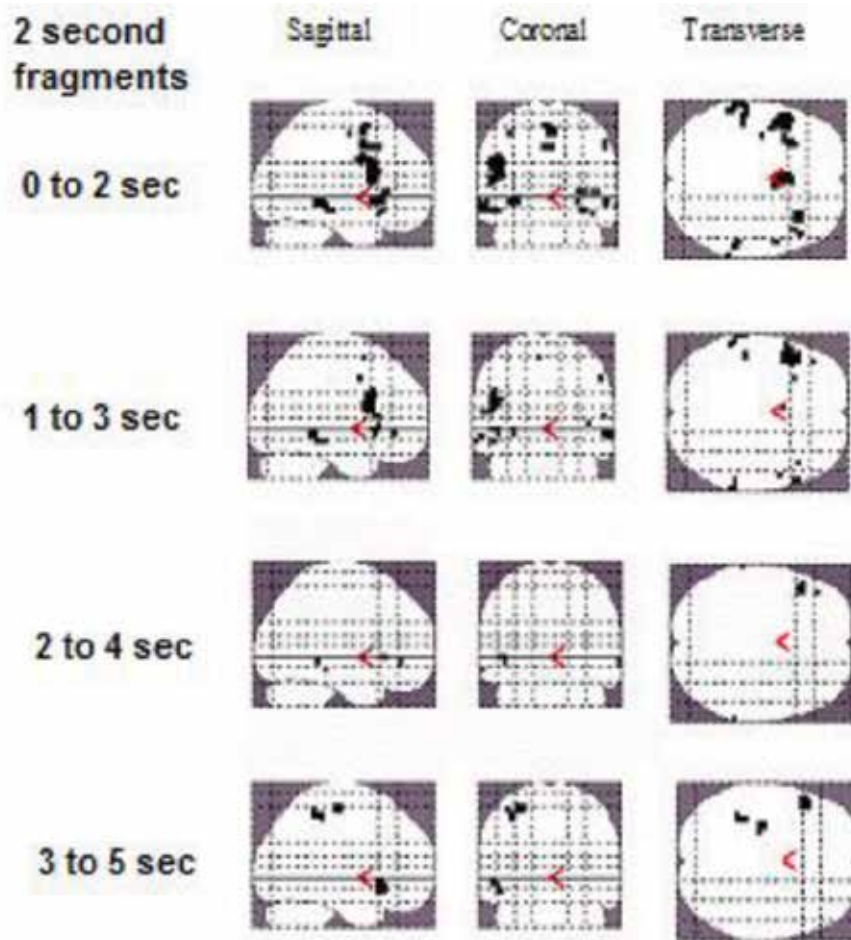 2 second
fragments
Sagittal
Coronal
Transverse
0 to 2 sec
1 to 3 sec
2 to 4 sec
3 to 5 sec